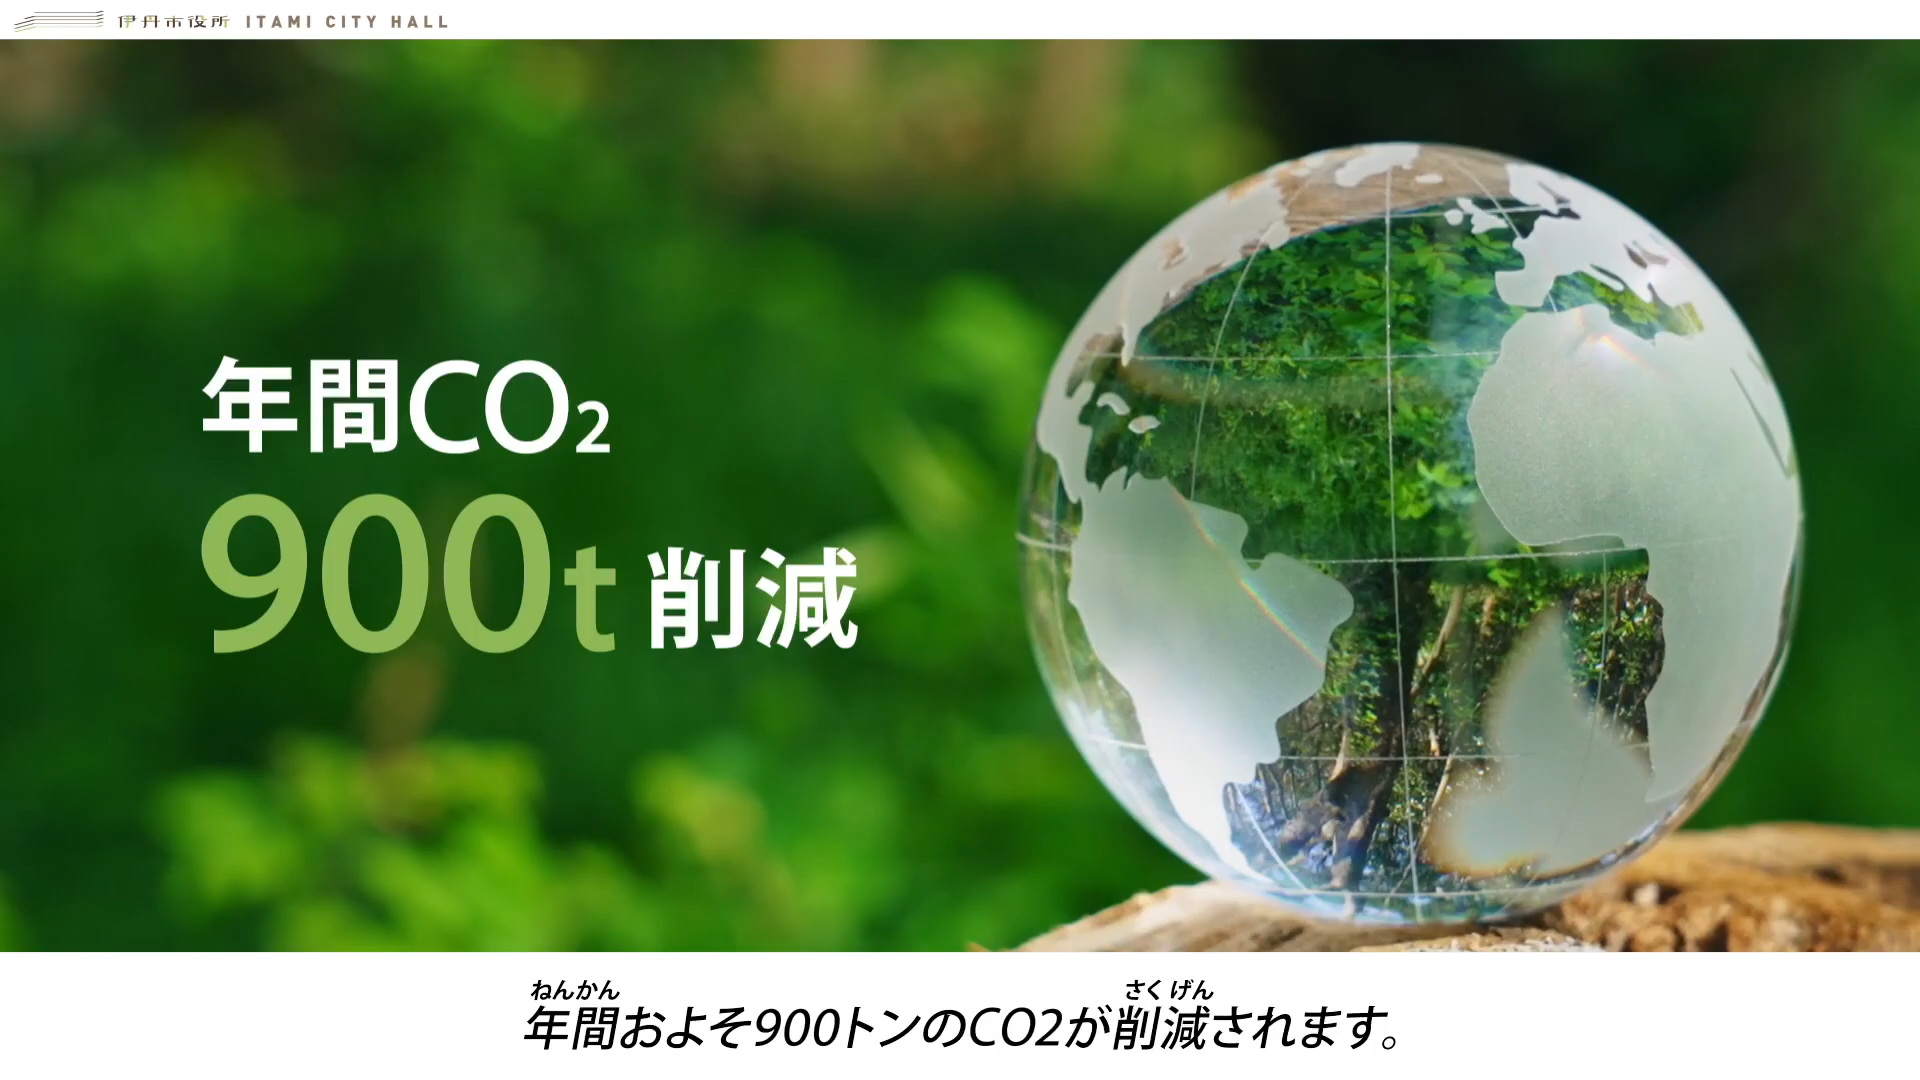 伊丹市役所 ITAMI CITY HALL
年間CO₂
900t 削減
ねんかん さくげん
年間およそ900トンのCO2が削減されます。